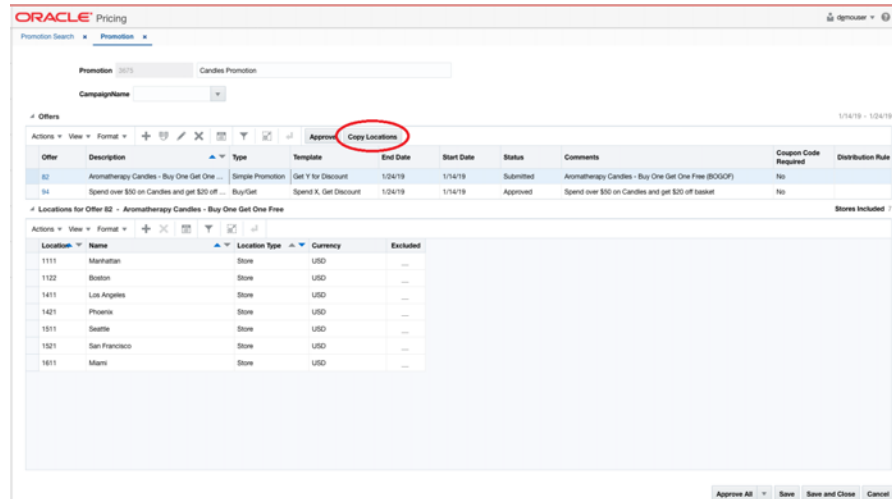 ORACLE Pricing
demouser
Promotion Search x Promotion x
Promotion 3675 Candles Promotion
CampaignName
Offers 1/14/19 - 1/24/19
Actions View Format Approve Copy Locations
Offer Description Type Template End Date Start Date Status Comments Coupon Code Required Distribution Rule
82 Aromatherapy Candles - Buy One Get One ... Simple Promotion Get Y for Discount 1/24/19 1/14/19 Submitted Aromatherapy Candles - Buy One Get One Free (BOGOF) No
94 Spend over $50 on Candles and get $20 off ... Buy/Get Spend X, Get Discount 1/24/19 1/14/19 Approved Spend over $50 on Candles and get $20 off basket No
Locations for Offer 82 - Aromatherapy Candles - Buy One Get One Free Stores Included 7
Actions View Format
Location Name Location Type Currency Excluded
1111 Manhattan Store USD ...
1122 Boston Store USD ...
1411 Los Angeles Store USD ...
1421 Phoenix Store USD ...
1511 Seattle Store USD ...
1521 San Francisco Store USD ...
1611 Miami Store USD ...
Approve All Save Save and Close Cancel